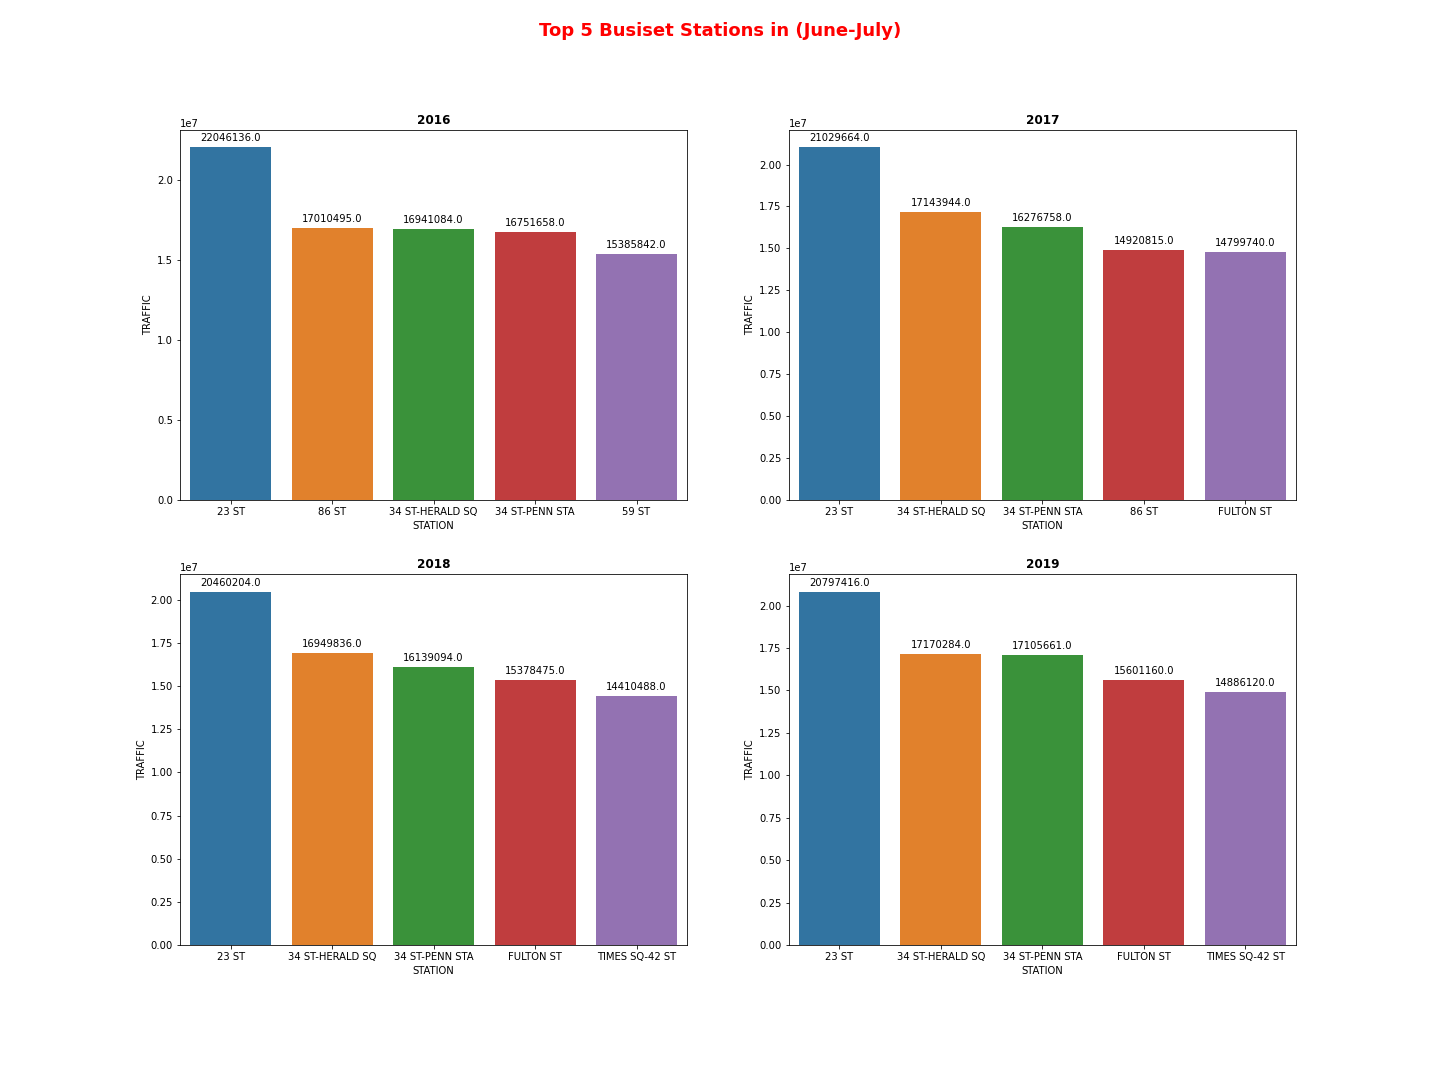 Top 5 Busiset Stations in (June-July)
2016
1e7
22046136.0
17010495.0
16941084.0
16751658.0
15385842.0
2.0
1.5
1.0
0.5
0.0
TRAFFIC
23 ST
86 ST
34 ST-HERALD SQ
34 ST-PENN STA
59 ST
STATION
2017
1e7
21029664.0
17143944.0
16276758.0
14920815.0
14799740.0
2.00
1.75
1.50
1.25
1.00
0.75
0.50
0.25
0.00
TRAFFIC
23 ST
34 ST-HERALD SQ
34 ST-PENN STA
86 ST
FULTON ST
STATION
2018
1e7
20460204.0
16949836.0
16139094.0
15378475.0
14410488.0
2.00
1.75
1.50
1.25
1.00
0.75
0.50
0.25
0.00
TRAFFIC
23 ST
34 ST-HERALD SQ
34 ST-PENN STA
FULTON ST
TIMES SQ-42 ST
STATION
2019
1e7
20797416.0
17170284.0
17105661.0
15601160.0
14886120.0
2.00
1.75
1.50
1.25
1.00
0.75
0.50
0.25
0.00
TRAFFIC
23 ST
34 ST-HERALD SQ
34 ST-PENN STA
FULTON ST
TIMES SQ-42 ST
STATION